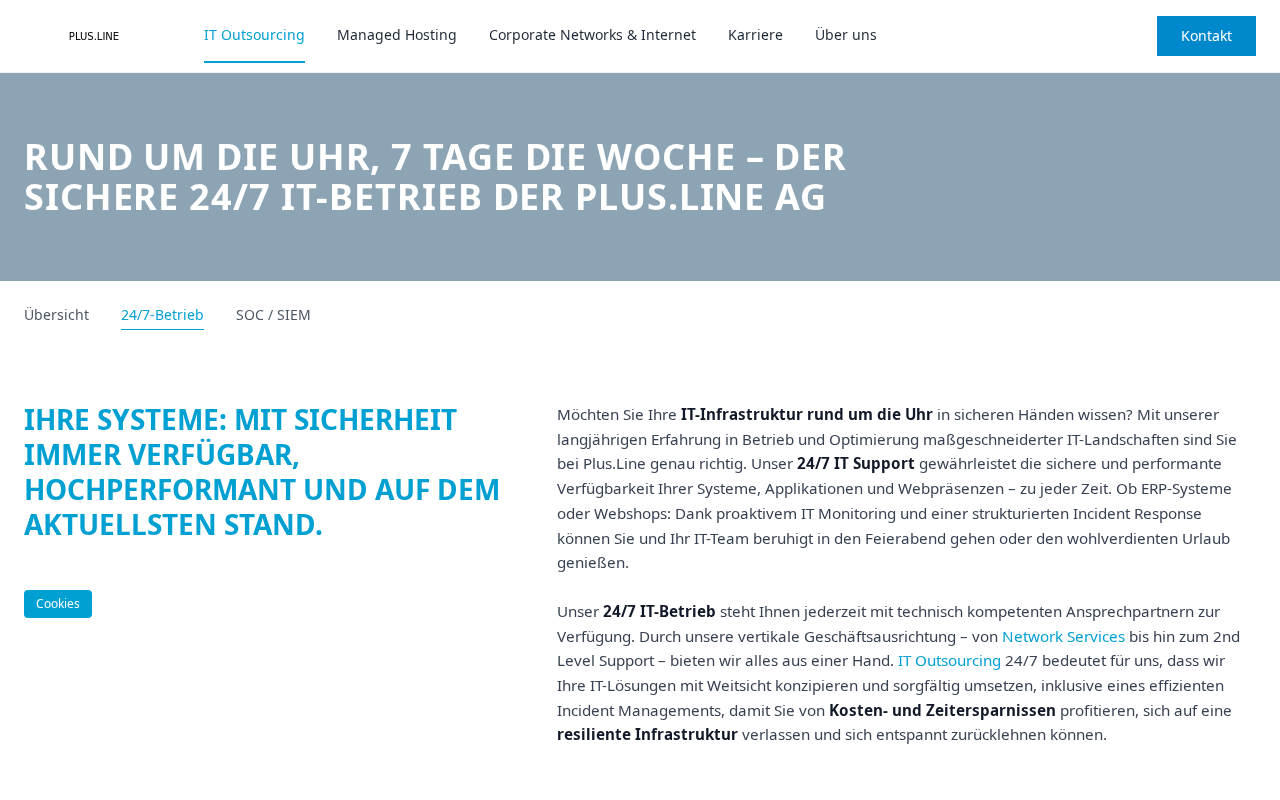 PLUS.LINE
IT Outsourcing
Managed Hosting
Corporate Networks & Internet
Karriere
Über uns
Kontakt
RUND UM DIE UHR, 7 TAGE DIE WOCHE – DER
SICHERE 24/7 IT-BETRIEB DER PLUS.LINE AG
Übersicht
24/7-Betrieb
SOC / SIEM
IHRE SYSTEME: MIT SICHERHEIT
IMMER VERFÜGBAR,
HOCHPERFORMANT UND AUF DEM
AKTUELLSTEN STAND.
Cookies
Möchten Sie Ihre IT-Infrastruktur rund um die Uhr in sicheren Händen wissen? Mit unserer
langjährigen Erfahrung in Betrieb und Optimierung maßgeschneiderter IT-Landschaften sind Sie
bei Plus.Line genau richtig. Unser 24/7 IT Support gewährleistet die sichere und performante
Verfügbarkeit Ihrer Systeme, Applikationen und Webpräsenzen – zu jeder Zeit. Ob ERP-Systeme
oder Webshops: Dank proaktivem IT Monitoring und einer strukturierten Incident Response
können Sie und Ihr IT-Team beruhigt in den Feierabend gehen oder den wohlverdienten Urlaub
genießen.
Unser 24/7 IT-Betrieb steht Ihnen jederzeit mit technisch kompetenten Ansprechpartnern zur
Verfügung. Durch unsere vertikale Geschäftsausrichtung – von Network Services bis hin zum 2nd
Level Support – bieten wir alles aus einer Hand. IT Outsourcing 24/7 bedeutet für uns, dass wir
Ihre IT-Lösungen mit Weitsicht konzipieren und sorgfältig umsetzen, inklusive eines effizienten
Incident Managements, damit Sie von Kosten- und Zeitersparnissen profitieren, sich auf eine
resiliente Infrastruktur verlassen und sich entspannt zurücklehnen können.